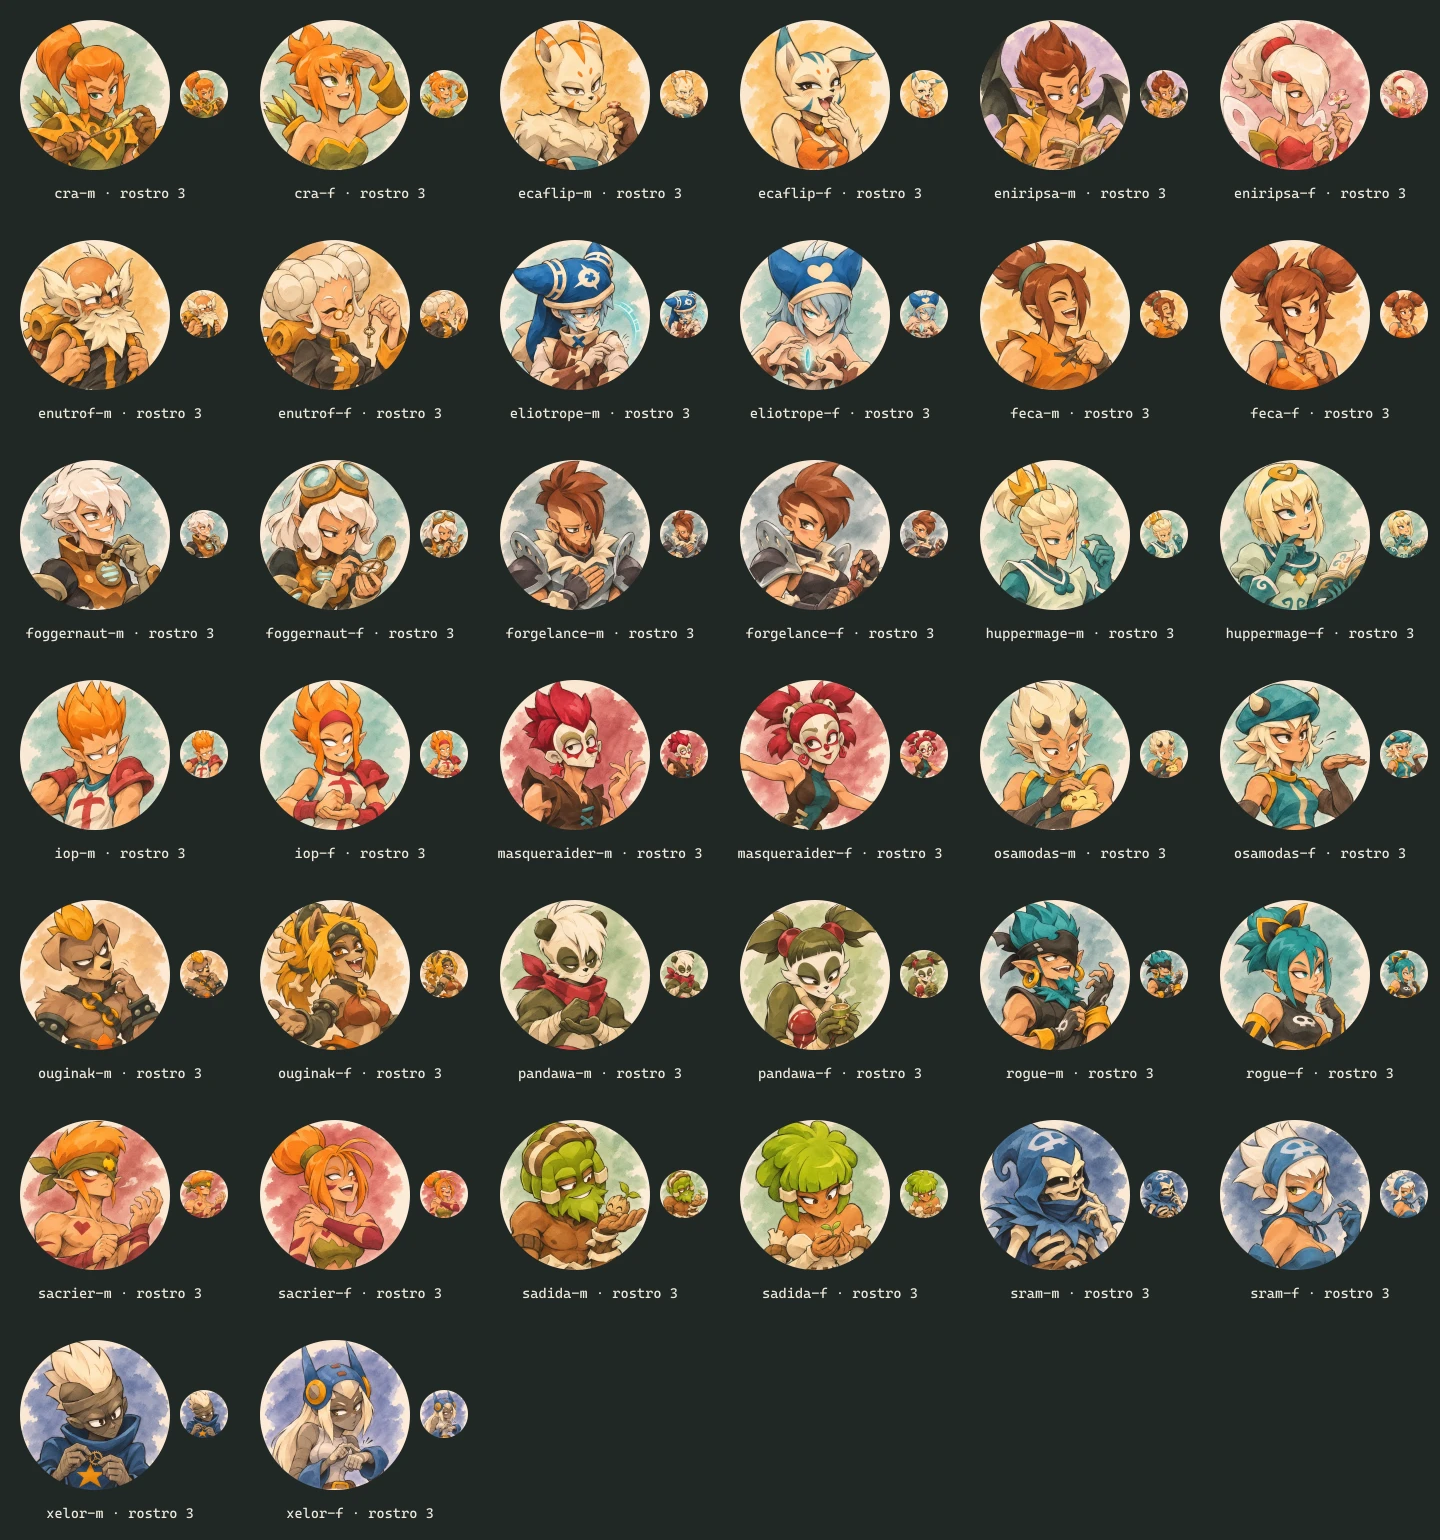 cra-m · rostro 3
cra-f · rostro 3
ecaflip-m · rostro 3
ecaflip-f · rostro 3
eniripsa-m · rostro 3
eniripsa-f · rostro 3
enutrof-m · rostro 3
enutrof-f · rostro 3
eliotrope-m · rostro 3
eliotrope-f · rostro 3
feca-m · rostro 3
feca-f · rostro 3
foggernaut-m · rostro 3
foggernaut-f · rostro 3
forgelance-m · rostro 3
forgelance-f · rostro 3
huppermage-m · rostro 3
huppermage-f · rostro 3
iop-m · rostro 3
iop-f · rostro 3
masqueraider-m · rostro 3
masqueraider-f · rostro 3
osamodas-m · rostro 3
osamodas-f · rostro 3
ouginak-m · rostro 3
ouginak-f · rostro 3
pandawa-m · rostro 3
pandawa-f · rostro 3
rogue-m · rostro 3
rogue-f · rostro 3
sacrier-m · rostro 3
sacrier-f · rostro 3
sadida-m · rostro 3
sadida-f · rostro 3
sram-m · rostro 3
sram-f · rostro 3
xelor-m · rostro 3
xelor-f · rostro 3